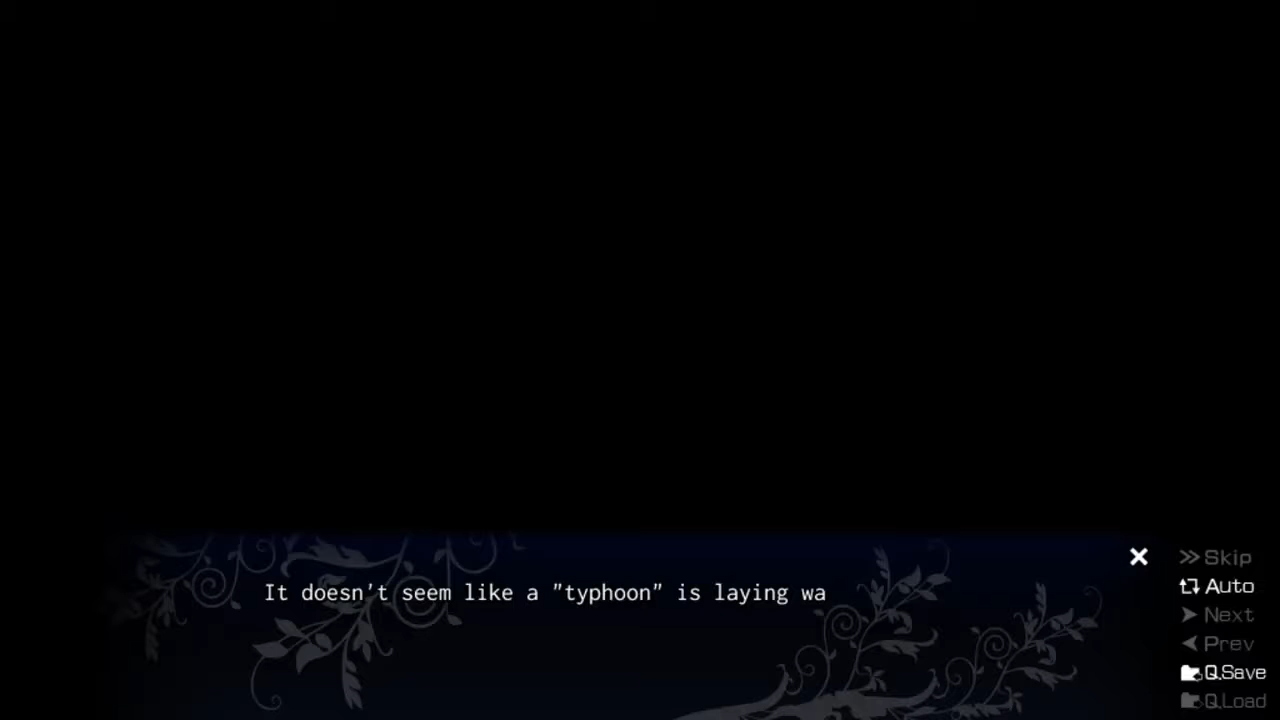 It doesn't seem like a "typhoon" is laying wa
Skip
Auto
Next
Prev
Q.Save
Q.Load